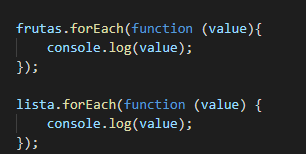 frutas.forEach(function (value){
    console.log(value);
});

lista.forEach(function (value) {
    console.log(value);
});